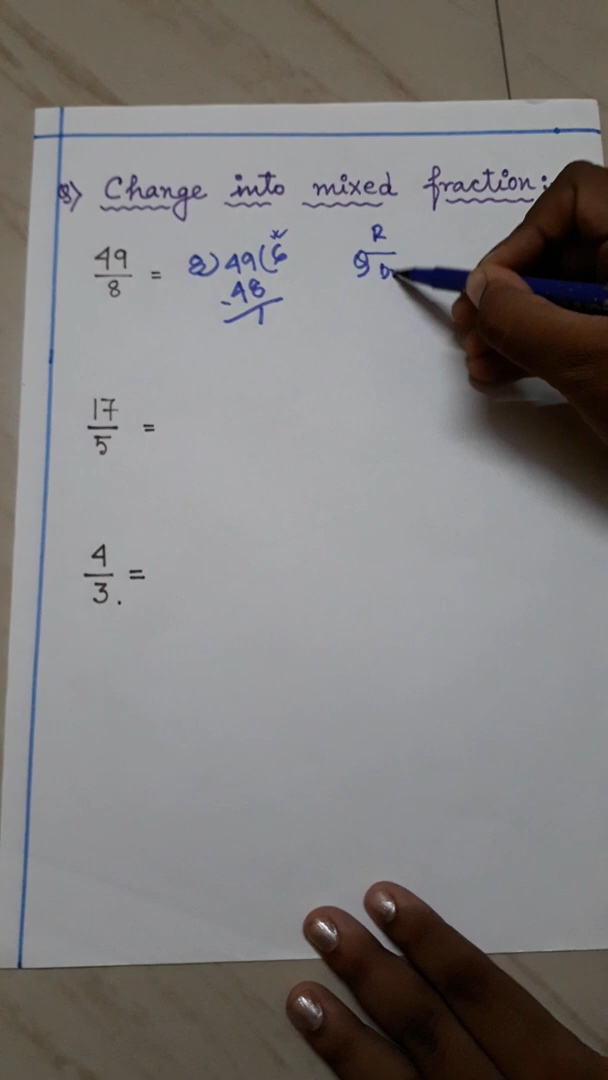 Q) Change into mixed fraction:
49/8 = 8) 49 ( 6
- 48
1
Q R/D
17/5 =
4/3 =